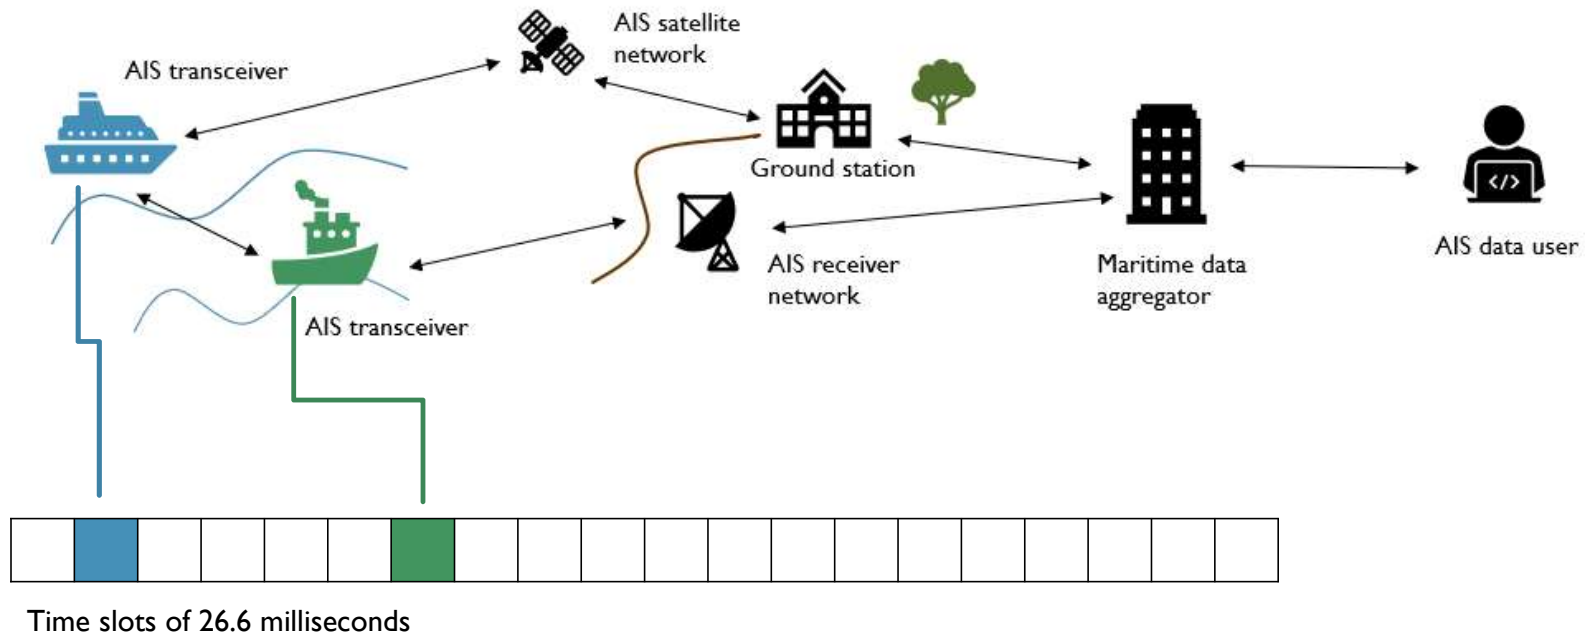 AIS transceiver
AIS satellite
network
Ground station
AIS transceiver
AIS receiver
network
Maritime data
aggregator
</>
AIS data user
Time slots of 26.6 milliseconds